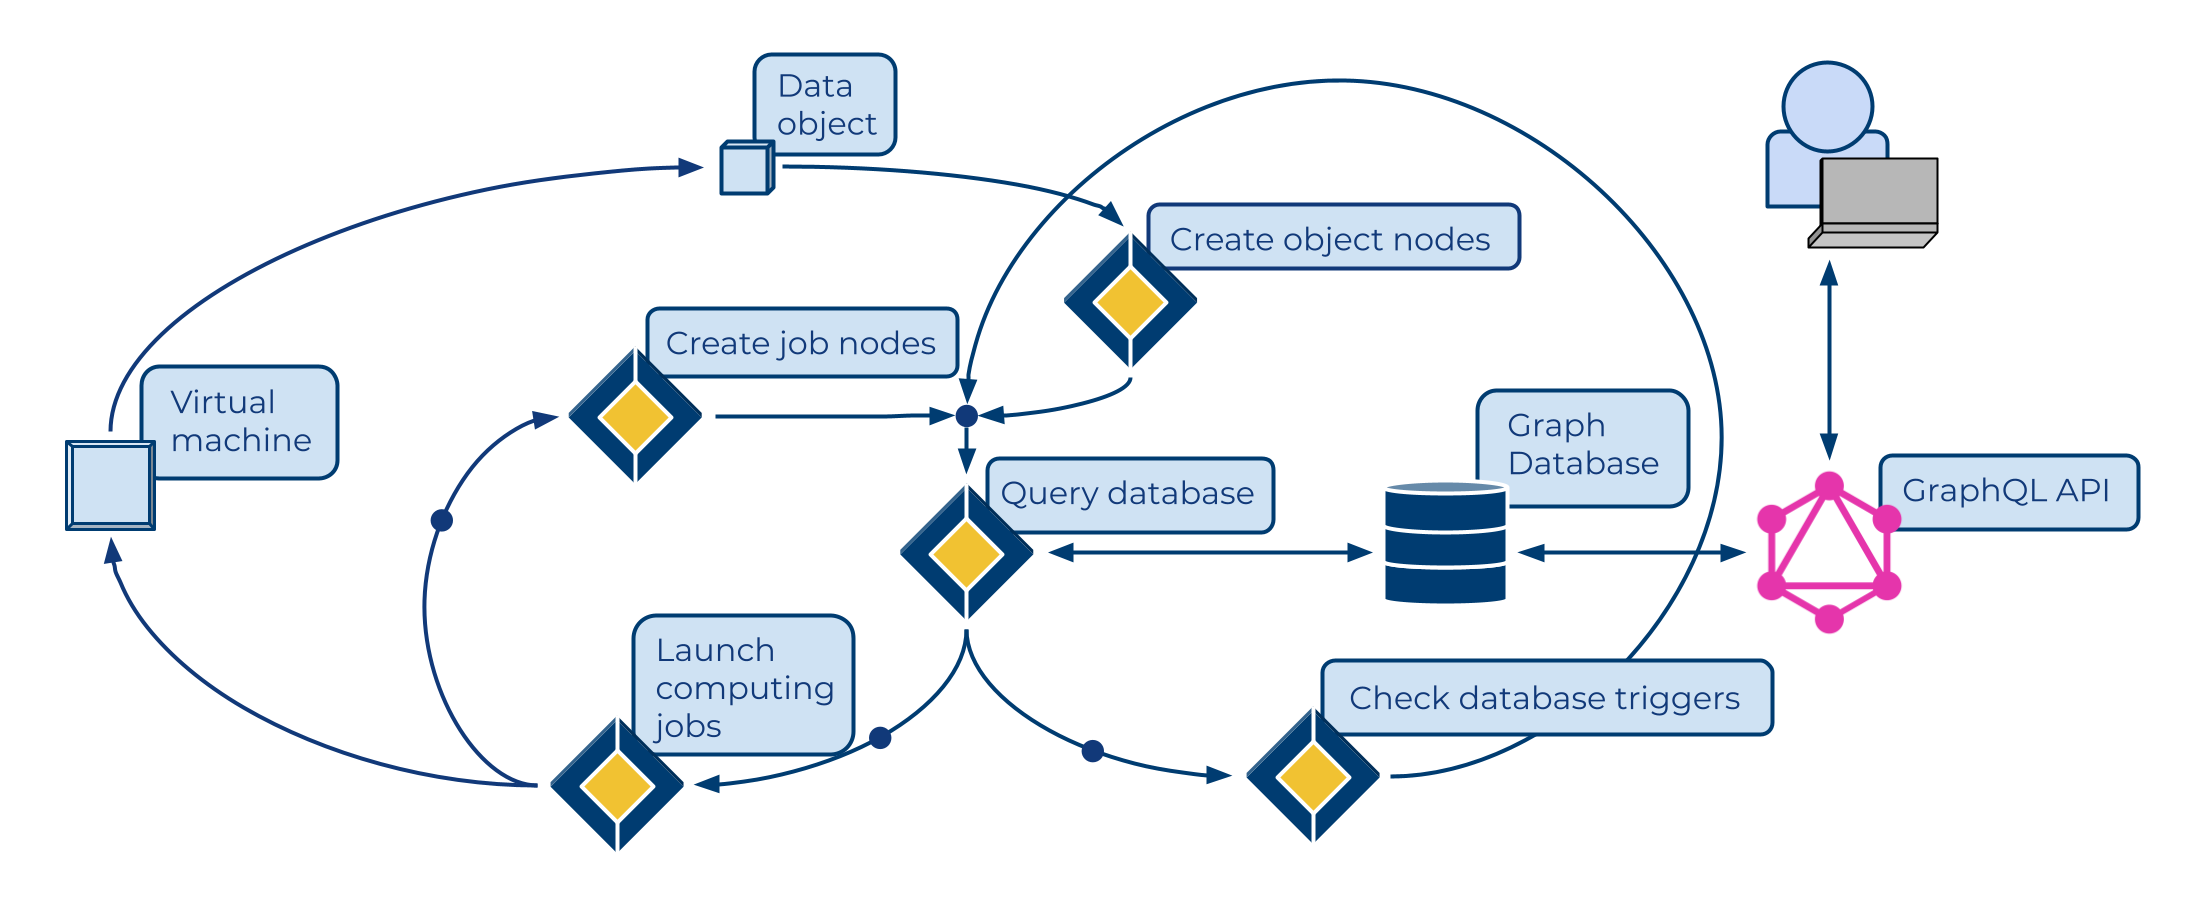 Data
object
Create object nodes
Create job nodes
Virtual
machine
Graph
Database
Query database
GraphQL API
Launch
computing
jobs
Check database triggers